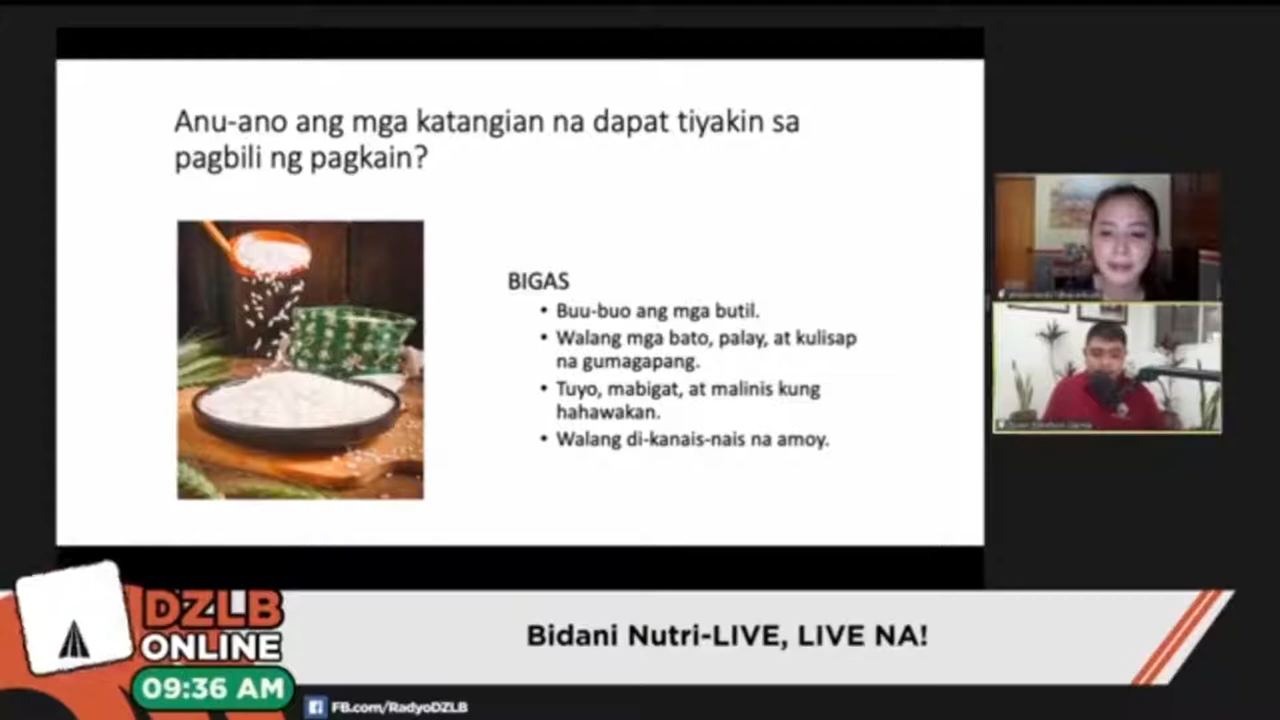 Anu-ano ang mga katangian na dapat tiyakin sa
pagbili ng pagkain?
BIGAS
• Buu-buo ang mga butil.
• Walang mga bato, palay, at kulisap
na gumagapang.
• Tuyo, mabigat, at malinis kung
hahawakan.
• Walang di-kanais-nais na amoy.
DZLB
ONLINE
09:36 AM
Bidani Nutri-LIVE, LIVE NA!
FB.com/RadyoDZLB